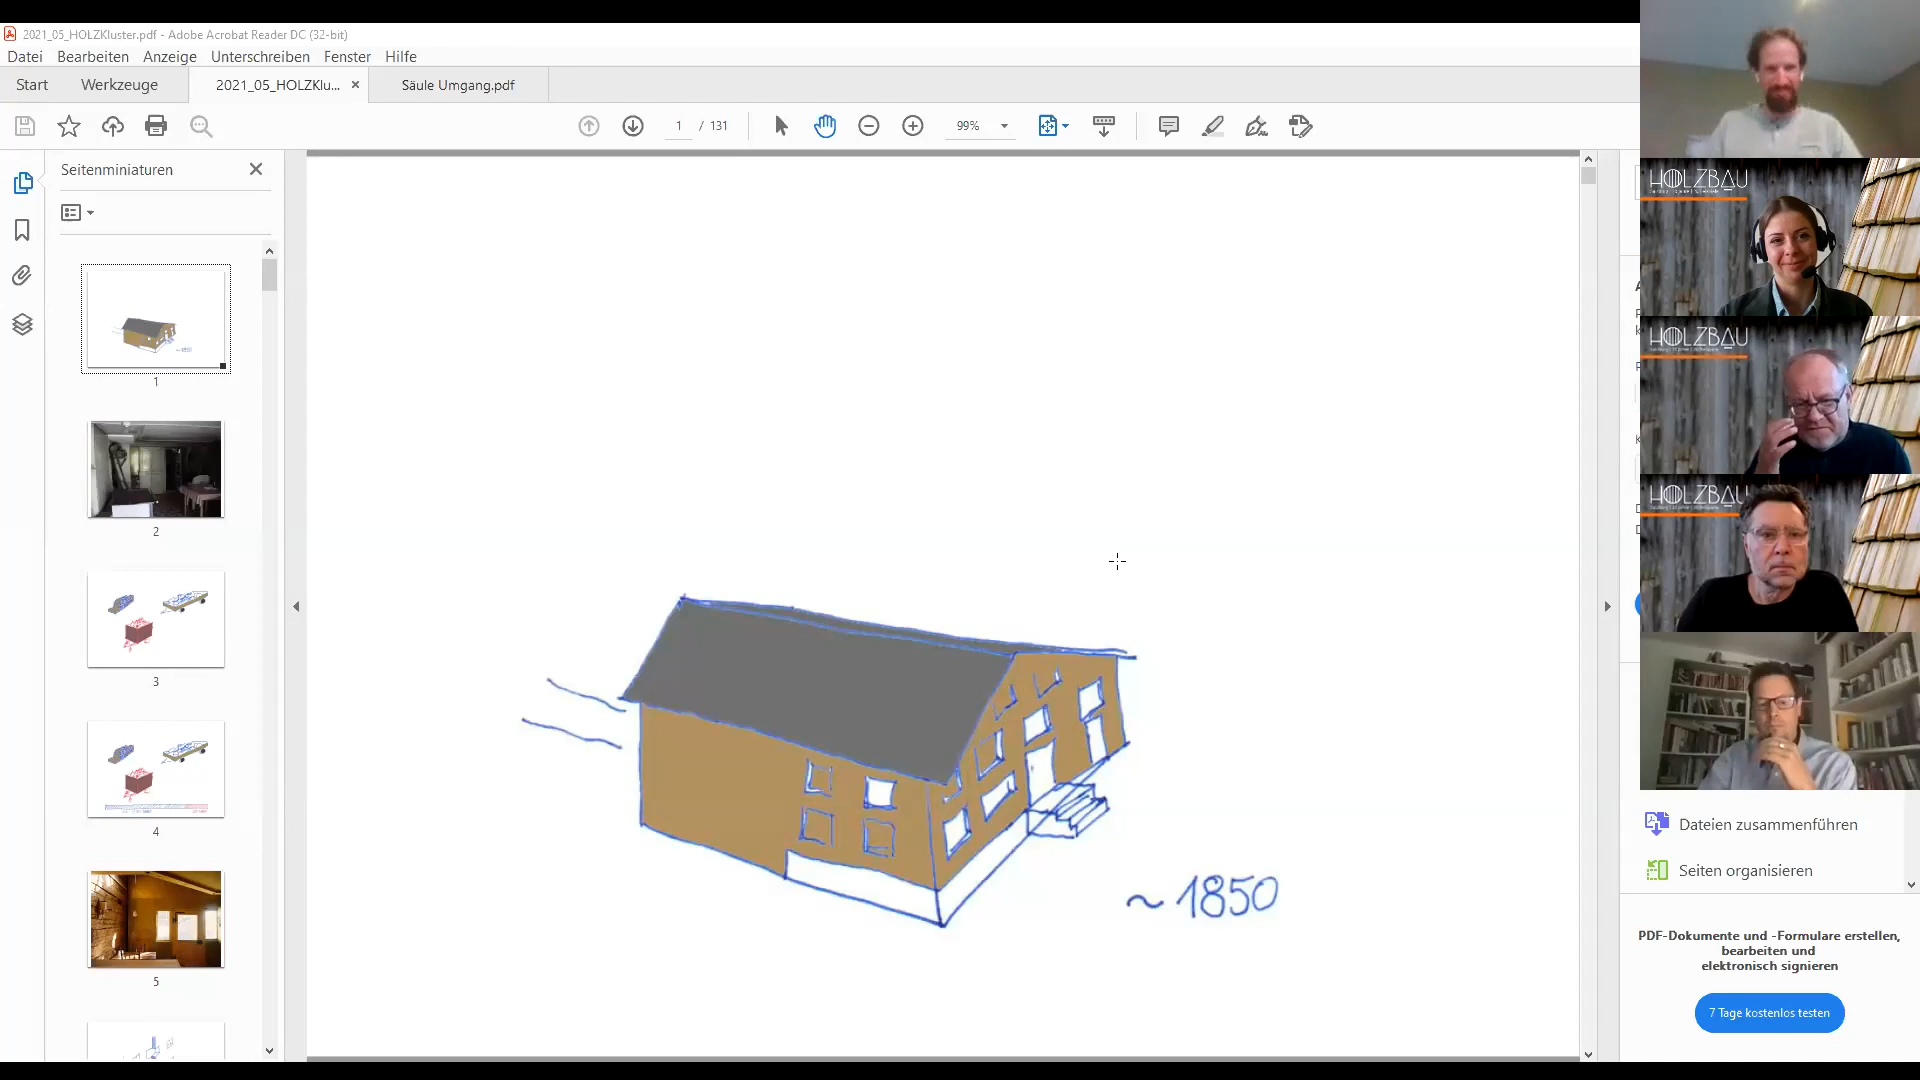 2021_05_HOLZKluster.pdf - Adobe Acrobat Reader DC (32-bit)
Datei Bearbeiten Anzeige Unterschreiben Fenster Hilfe
Start Werkzeuge 2021_05_HOLZKlu... Säule Umgang.pdf
1 / 131 99%
Seitenminiaturen
1
2
3
4
5
~ 1850
HOLZBAU
HOLZBAU
HOLZBAU
Dateien zusammenführen
Seiten organisieren
PDF-Dokumente und -Formulare erstellen,
bearbeiten und
elektronisch signieren
7 Tage kostenlos testen